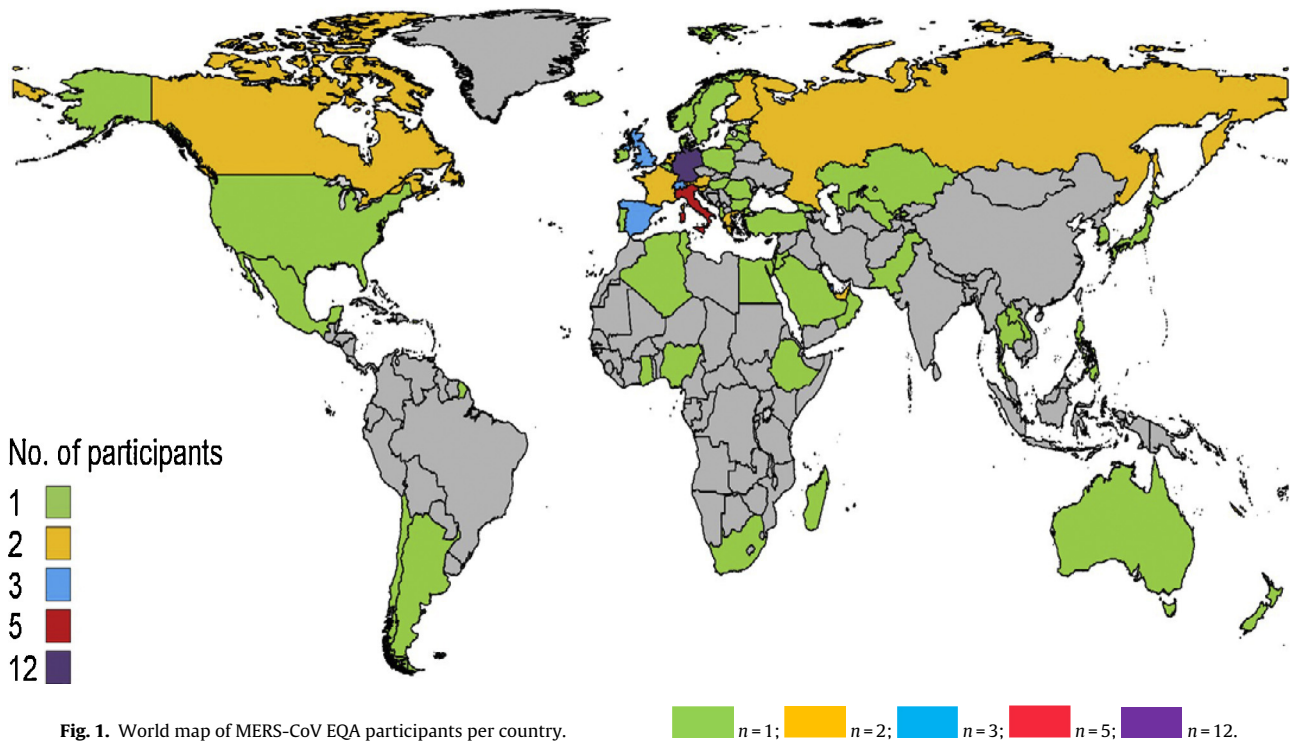 No. of participants
1
2
3
5
12
Fig. 1. World map of MERS-CoV EQA participants per country. n = 1; n = 2; n = 3; n = 5; n = 12.